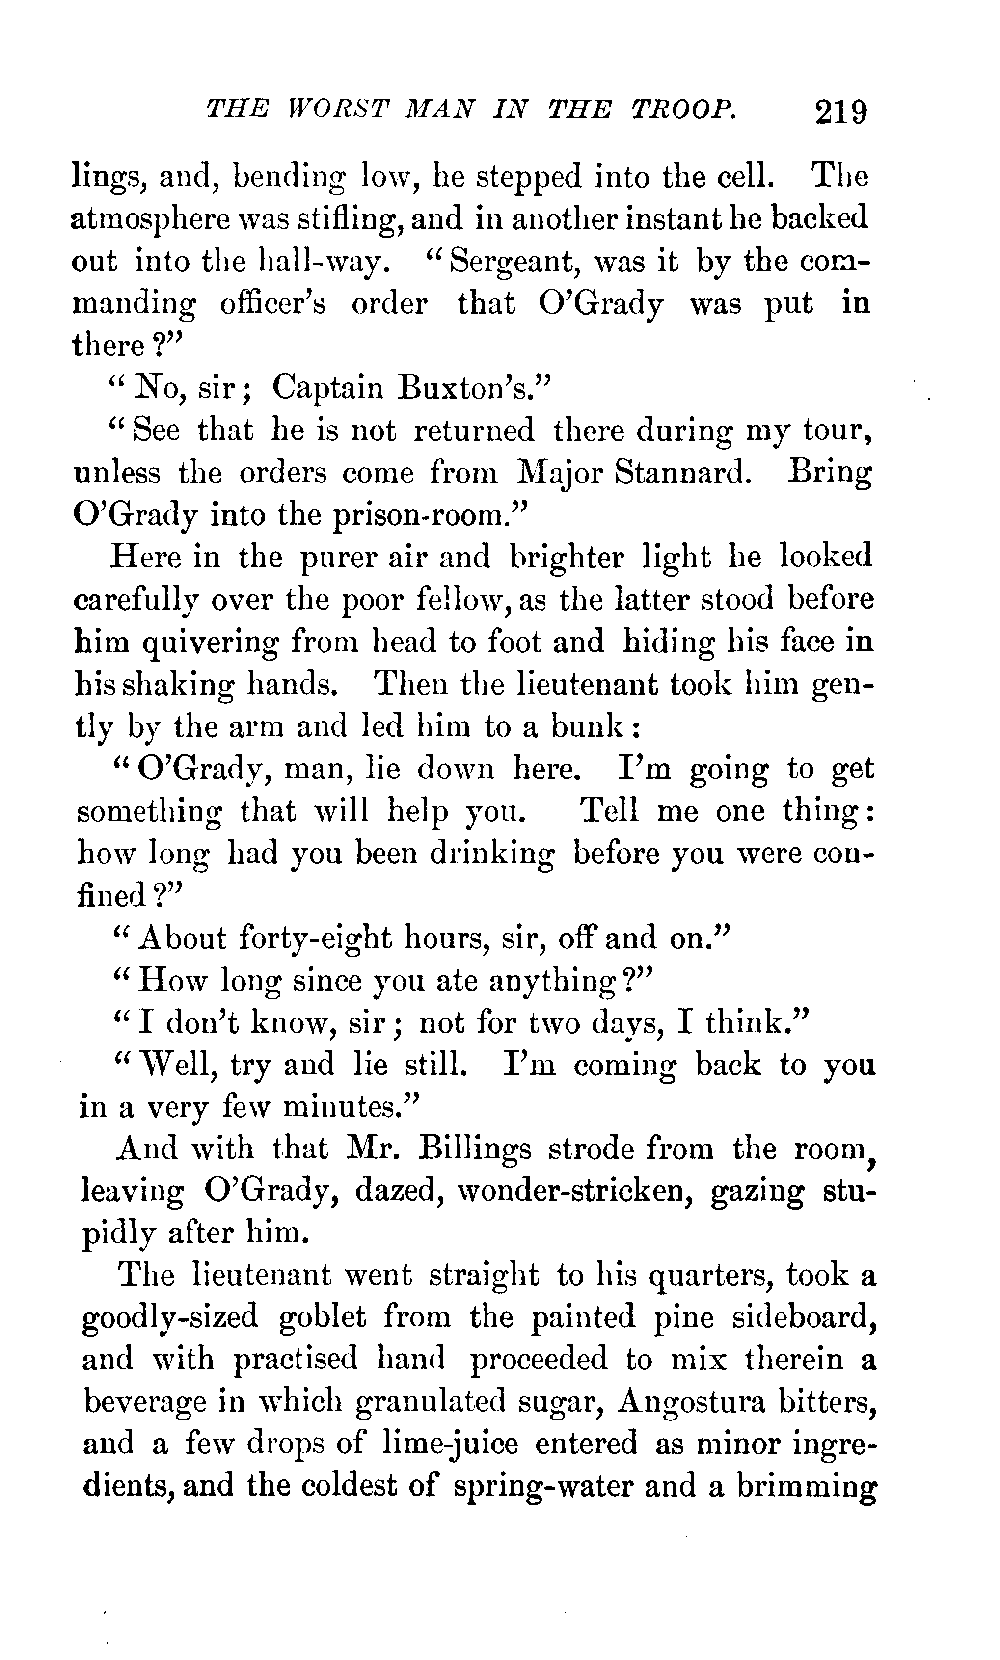 THE WORST MAN IN THE TROOP. 219
lings, and, bending low, he stepped into the cell. The
atmosphere was stifling, and in another instant he backed
out into the hall-way. “Sergeant, was it by the com-
manding officer’s order that O’Grady was put in
there?”
“No, sir; Captain Buxton’s.”
“See that he is not returned there during my tour,
unless the orders come from Major Stannard. Bring
O’Grady into the prison-room.”
Here in the purer air and brighter light he looked
carefully over the poor fellow, as the latter stood before
him quivering from head to foot and hiding his face in
his shaking hands. Then the lieutenant took him gen-
tly by the arm and led him to a bunk:
“O’Grady, man, lie down here. I’m going to get
something that will help you. Tell me one thing:
how long had you been drinking before you were con-
fined?”
“About forty-eight hours, sir, off and on.”
“How long since you ate anything?”
“I don’t know, sir; not for two days, I think.”
“Well, try and lie still. I’m coming back to you
in a very few minutes.”
And with that Mr. Billings strode from the room,
leaving O’Grady, dazed, wonder-stricken, gazing stu-
pidly after him.
The lieutenant went straight to his quarters, took a
goodly-sized goblet from the painted pine sideboard,
and with practised hand proceeded to mix therein a
beverage in which granulated sugar, Angostura bitters,
and a few drops of lime-juice entered as minor ingre-
dients, and the coldest of spring-water and a brimming